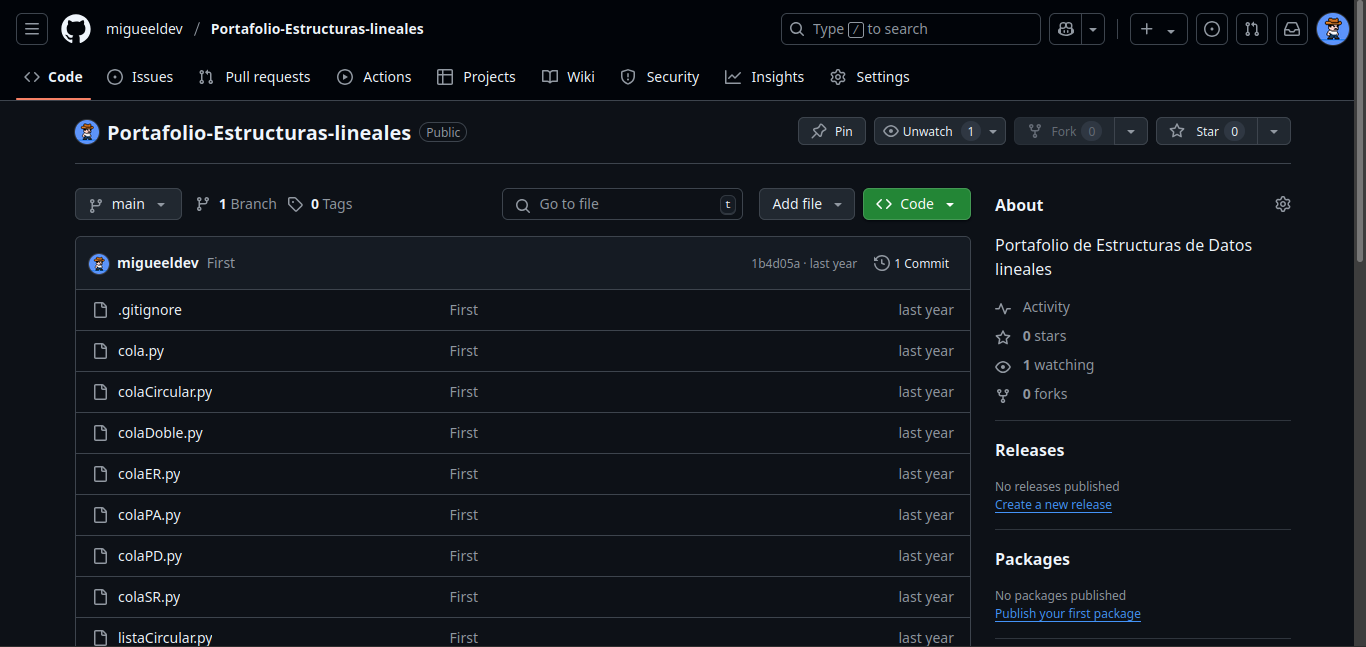 migueeldev / Portafolio-Estructuras-lineales
Type / to search
Code Issues Pull requests Actions Projects Wiki Security Insights Settings
Portafolio-Estructuras-lineales Public
Pin Unwatch 1 Fork 0 Star 0
main 1 Branch 0 Tags Go to file t Add file Code
migueeldev First 1b4d05a · last year 1 Commit
.gitignore First last year
cola.py First last year
colaCircular.py First last year
colaDoble.py First last year
colaER.py First last year
colaPA.py First last year
colaPD.py First last year
colaSR.py First last year
listaCircular.py First last year
About
Portafolio de Estructuras de Datos
lineales
Activity
0 stars
1 watching
0 forks
Releases
No releases published
Create a new release
Packages
No packages published
Publish your first package